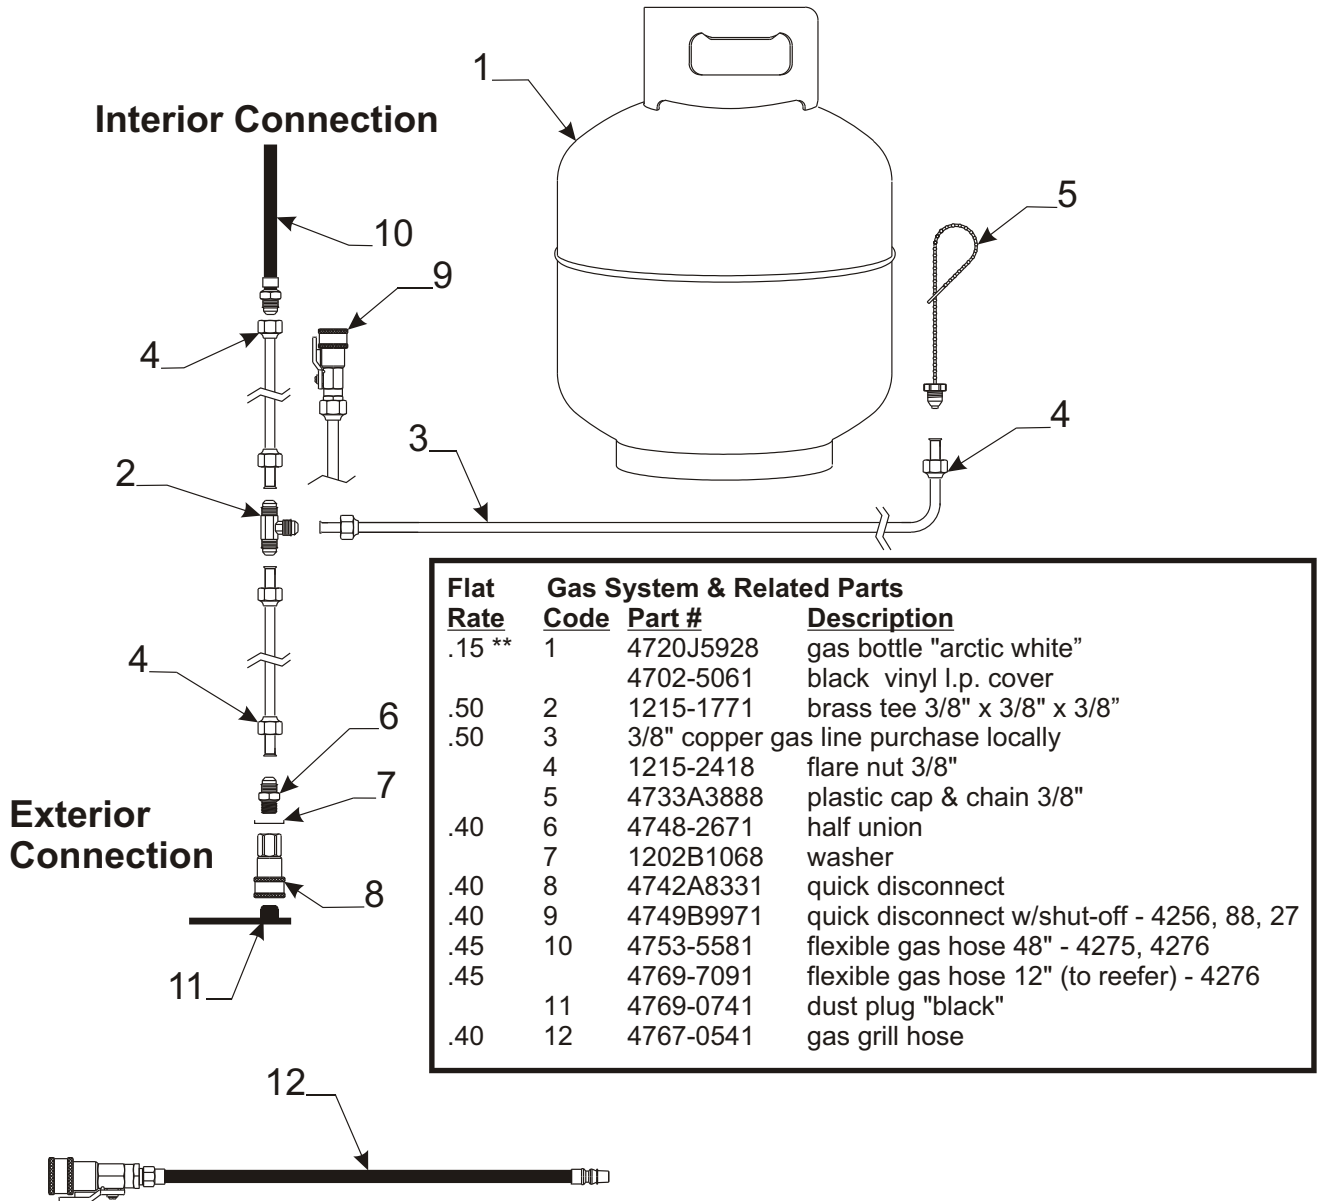 1
Interior Connection
5
10
9
4
4
3
2
4
6
7
Exterior
Connection
8
11
Flat Gas System & Related Parts
Rate Code Part # Description
.15 ** 1 4720J5928 gas bottle "arctic white”
4702-5061 black vinyl l.p. cover
.50 2 1215-1771 brass tee 3/8" x 3/8" x 3/8”
.50 3 3/8" copper gas line purchase locally
4 1215-2418 flare nut 3/8"
5 4733A3888 plastic cap & chain 3/8"
.40 6 4748-2671 half union
7 1202B1068 washer
.40 8 4742A8331 quick disconnect
.40 9 4749B9971 quick disconnect w/shut-off - 4256, 88, 27
.45 10 4753-5581 flexible gas hose 48" - 4275, 4276
.45 4769-7091 flexible gas hose 12" (to reefer) - 4276
11 4769-0741 dust plug "black"
.40 12 4767-0541 gas grill hose
12